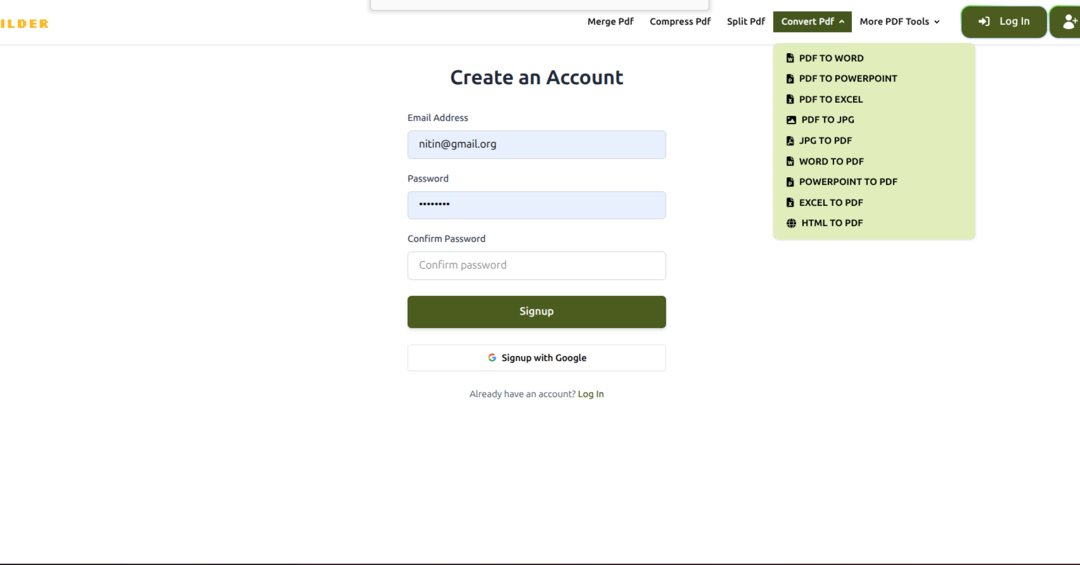 ILDER
Merge Pdf Compress Pdf Split Pdf Convert Pdf More PDF Tools Log In
PDF TO WORD
PDF TO POWERPOINT
PDF TO EXCEL
PDF TO JPG
JPG TO PDF
WORD TO PDF
POWERPOINT TO PDF
EXCEL TO PDF
HTML TO PDF
Create an Account
Email Address
nitin@gmail.org
Password
••••••••
Confirm Password
Confirm password
Signup
G Signup with Google
Already have an account? Log In